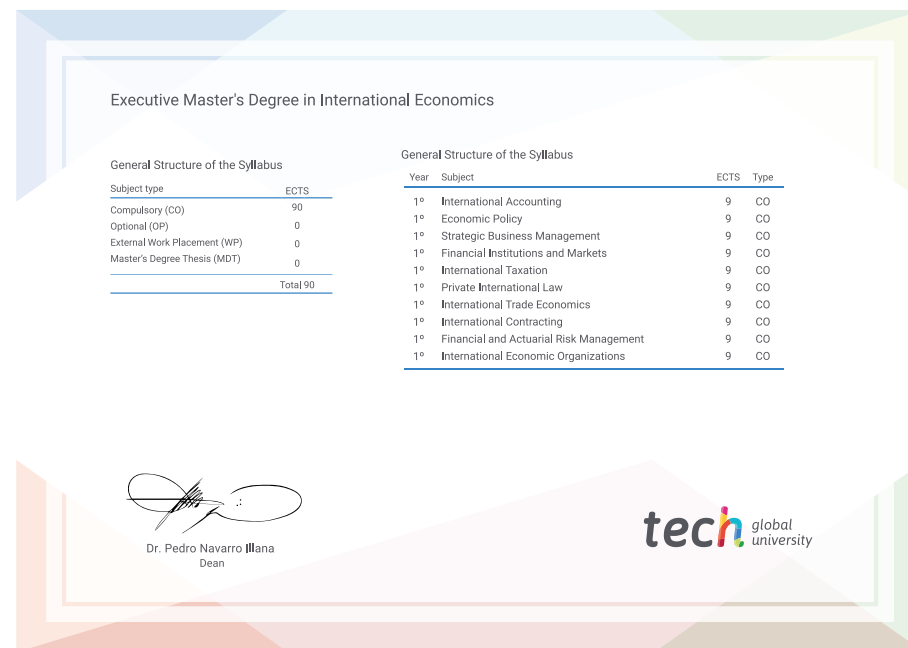 Executive Master's Degree in International Economics
General Structure of the Syllabus
Subject type ECTS
Compulsory (CO) 90
Optional (OP) 0
External Work Placement (WP) 0
Master's Degree Thesis (MDT) 0
Total 90
General Structure of the Syllabus
Year Subject ECTS Type
1º International Accounting 9 CO
1º Economic Policy 9 CO
1º Strategic Business Management 9 CO
1º Financial Institutions and Markets 9 CO
1º International Taxation 9 CO
1º Private International Law 9 CO
1º International Trade Economics 9 CO
1º International Contracting 9 CO
1º Financial and Actuarial Risk Management 9 CO
1º International Economic Organizations 9 CO
Dr. Pedro Navarro Illana
Dean
tech global
university